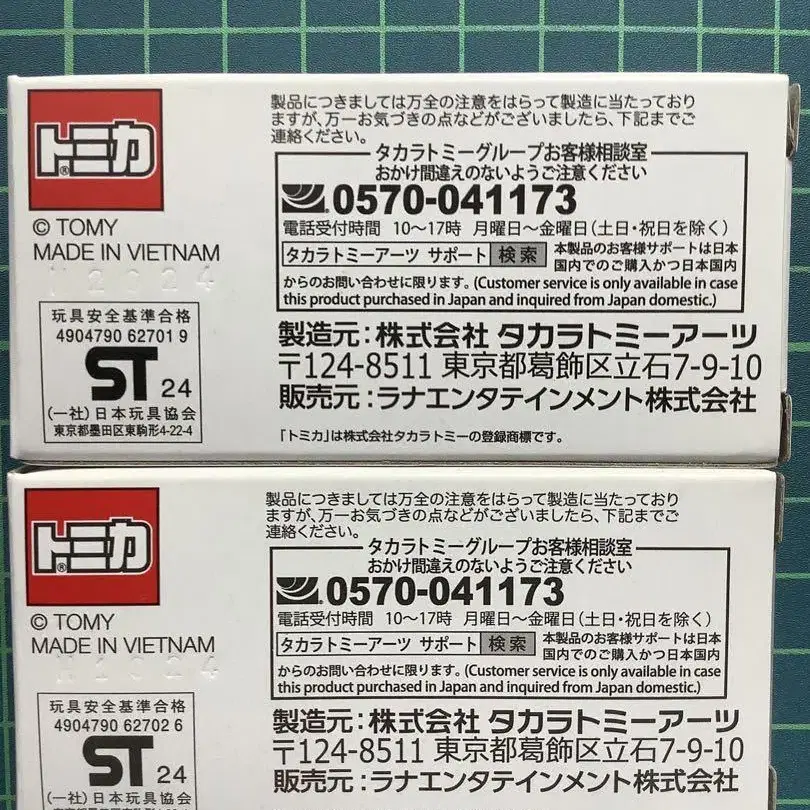 トミカ®
© TOMY
MADE IN VIETNAM
玩具安全基準合格
4904790 62701 9
ST 24
(一社)日本玩具協会
東京都墨田区東駒形4-22-4
製品につきましては万全の注意をはらって製造に当たっており
ますが、万一お気づきの点などがございましたら、下記までご
連絡ください。
タカラトミーグループお客様相談室
おかけ間違えのないようご注意ください
0570-041173
電話受付時間 10〜17時 月曜日〜金曜日(土日・祝日を除く)
タカラトミーアーツ サポート 検索 本製品のお客様サポートは日本
国内でのご購入かつ日本国内
からのお問い合わせに限ります。(Customer service is only available in case
this product purchased in Japan and inquired from Japan domestic.)
製造元:株式会社 タカラトミーアーツ
〒124-8511 東京都葛飾区立石7-9-10
販売元:ラナエンタテインメント株式会社
「トミカ」は株式会社タカラトミーの登録商標です。
トミカ®
© TOMY
MADE IN VIETNAM
玩具安全基準合格
4904790 62702 6
ST 24
(一社)日本玩具協会
製品につきましては万全の注意をはらって製造に当たっており
ますが、万一お気づきの点などがございましたら、下記までご
連絡ください。
タカラトミーグループお客様相談室
おかけ間違えのないようご注意ください
0570-041173
電話受付時間 10〜17時 月曜日〜金曜日(土日・祝日を除く)
タカラトミーアーツ サポート 検索 本製品のお客様サポートは日本
国内でのご購入かつ日本国内
からのお問い合わせに限ります。(Customer service is only available in case
this product purchased in Japan and inquired from Japan domestic.)
製造元:株式会社 タカラトミーアーツ
〒124-8511 東京都葛飾区立石7-9-10
販売元:ラナエンタテインメント株式会社